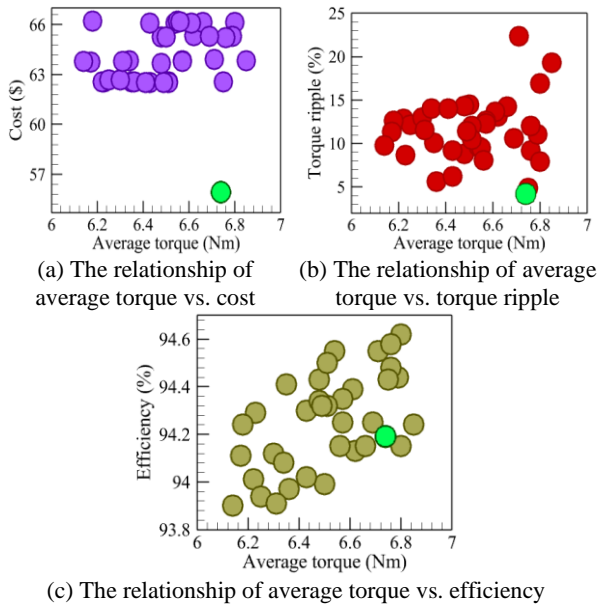 66
63
60
57
Cost ($)
6 6.2 6.4 6.6 6.8 7
Average torque (Nm)
25
20
15
10
5
Torque ripple (%)
6 6.2 6.4 6.6 6.8 7
Average torque (Nm)
(a) The relationship of
average torque vs. cost
(b) The relationship of average
torque vs. torque ripple
94.6
94.4
94.2
94
93.8
Efficiency (%)
6 6.2 6.4 6.6 6.8 7
Average torque (Nm)
(c) The relationship of average torque vs. efficiency